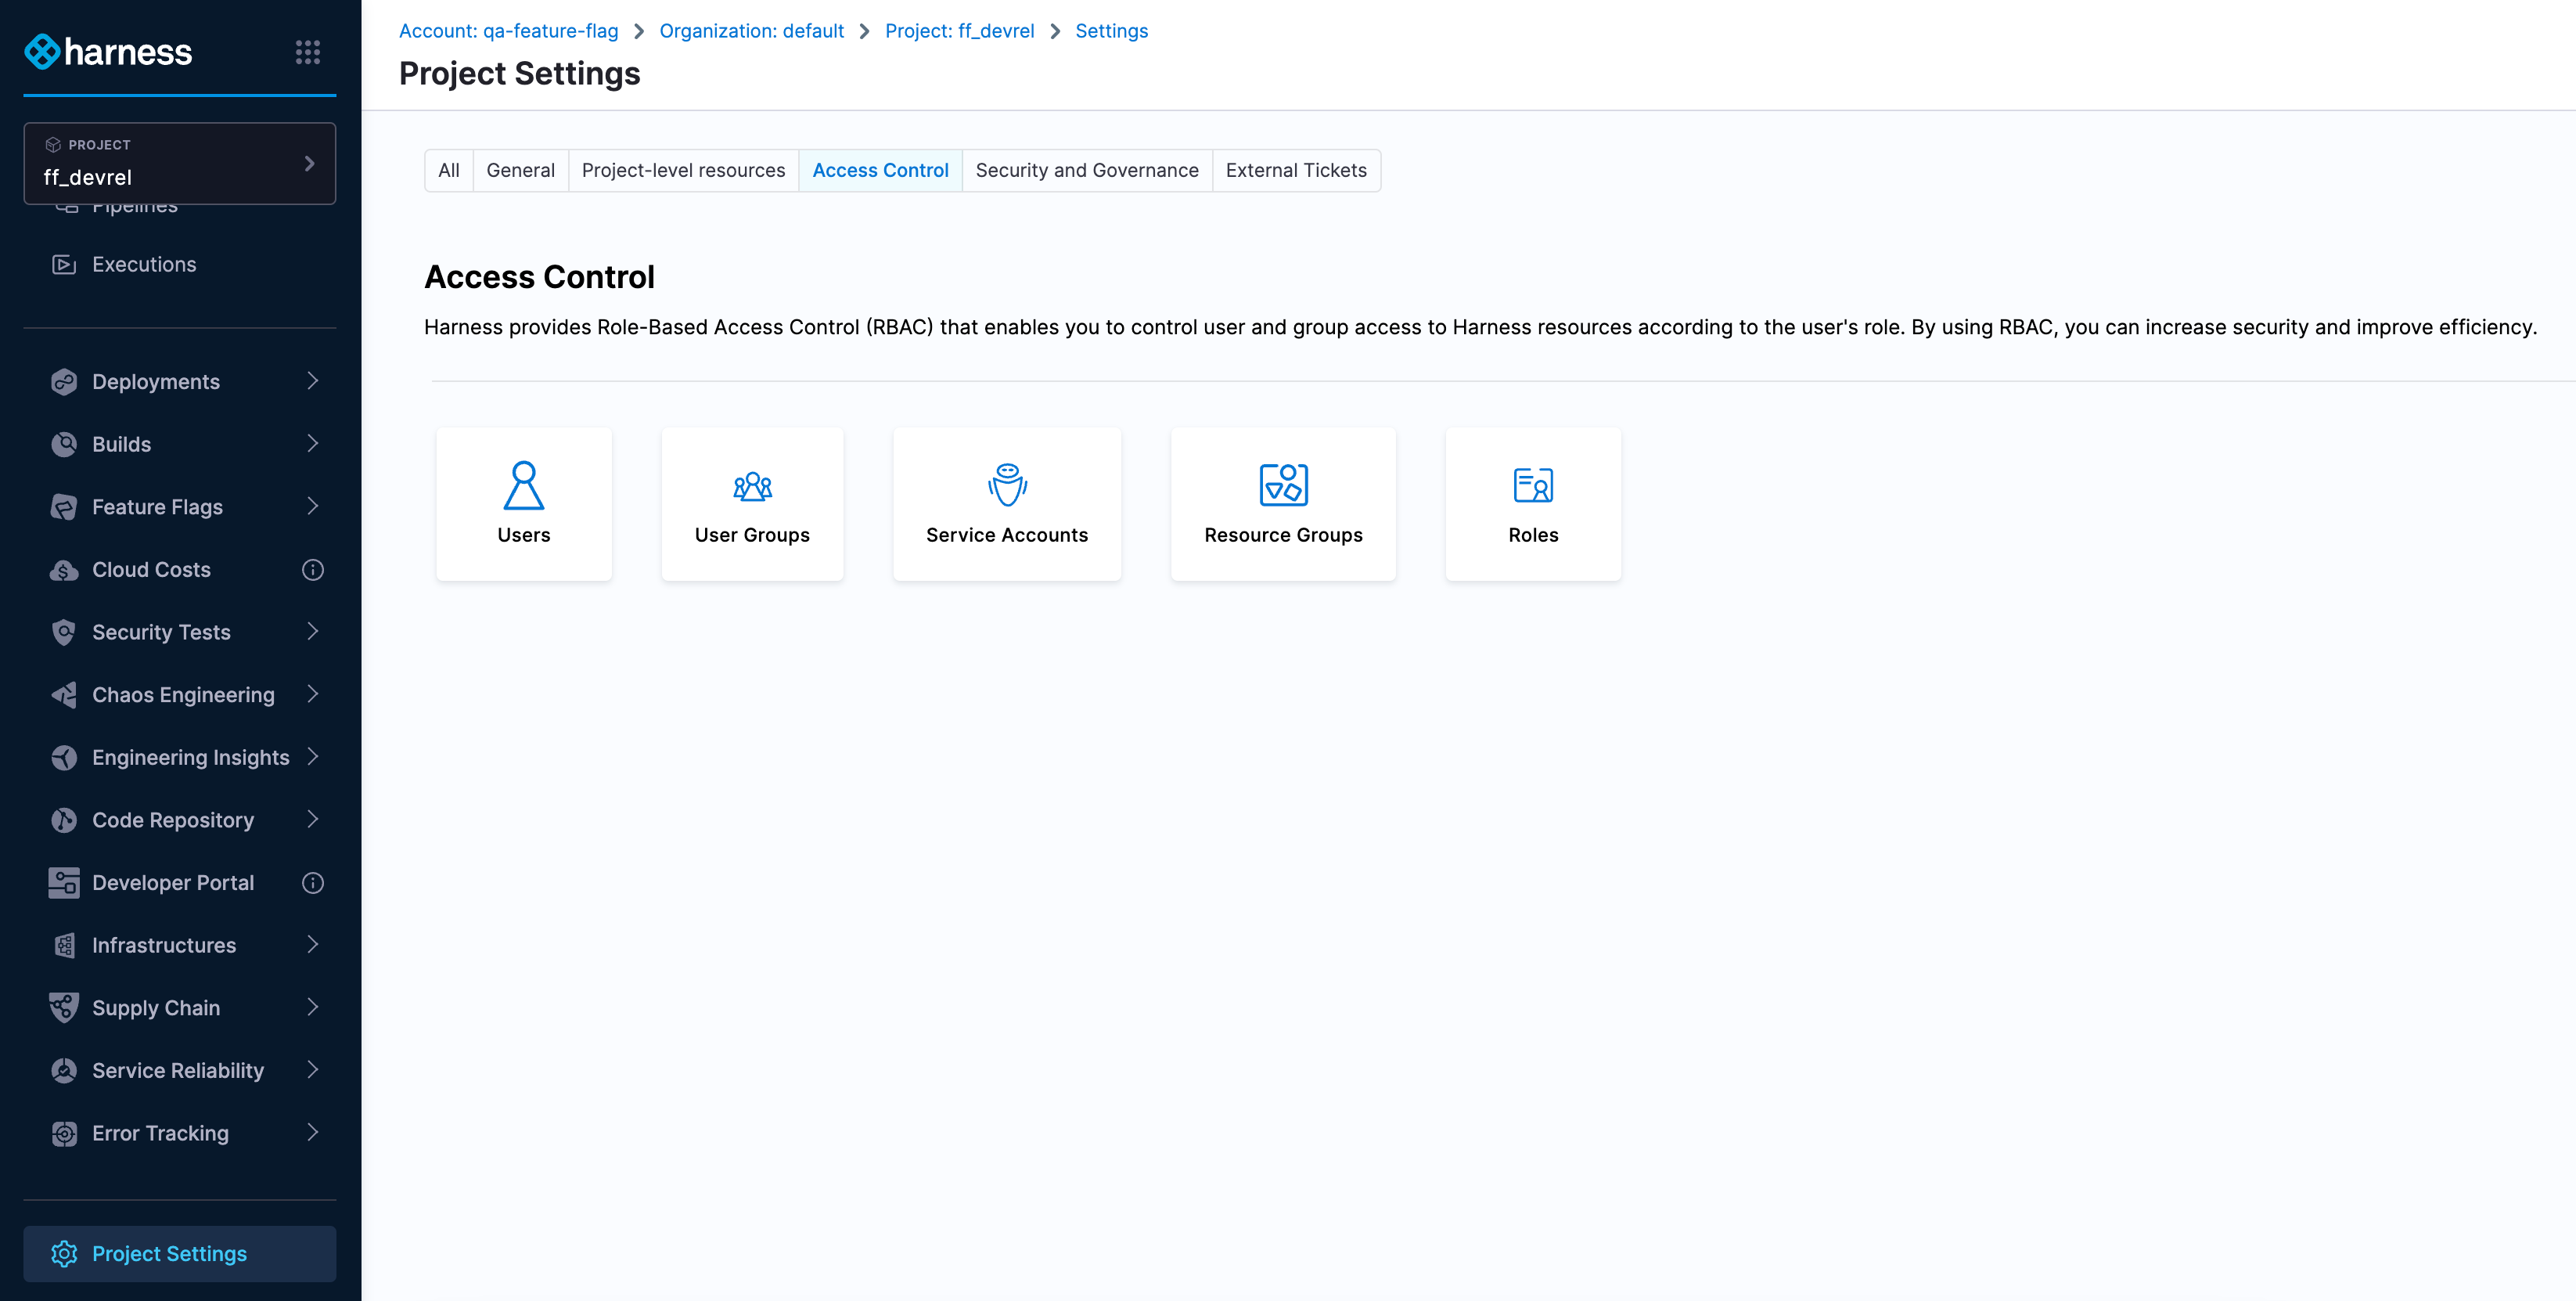 harness
PROJECT
ff_devrel
Pipelines
Executions
Deployments
Builds
Feature Flags
Cloud Costs
Security Tests
Chaos Engineering
Engineering Insights
Code Repository
Developer Portal
Infrastructures
Supply Chain
Service Reliability
Error Tracking
Project Settings
Account: qa-feature-flag > Organization: default > Project: ff_devrel > Settings
Project Settings
All General Project-level resources Access Control Security and Governance External Tickets
Access Control
Harness provides Role-Based Access Control (RBAC) that enables you to control user and group access to Harness resources according to the user's role. By using RBAC, you can increase security and improve efficiency.
Users User Groups Service Accounts Resource Groups Roles